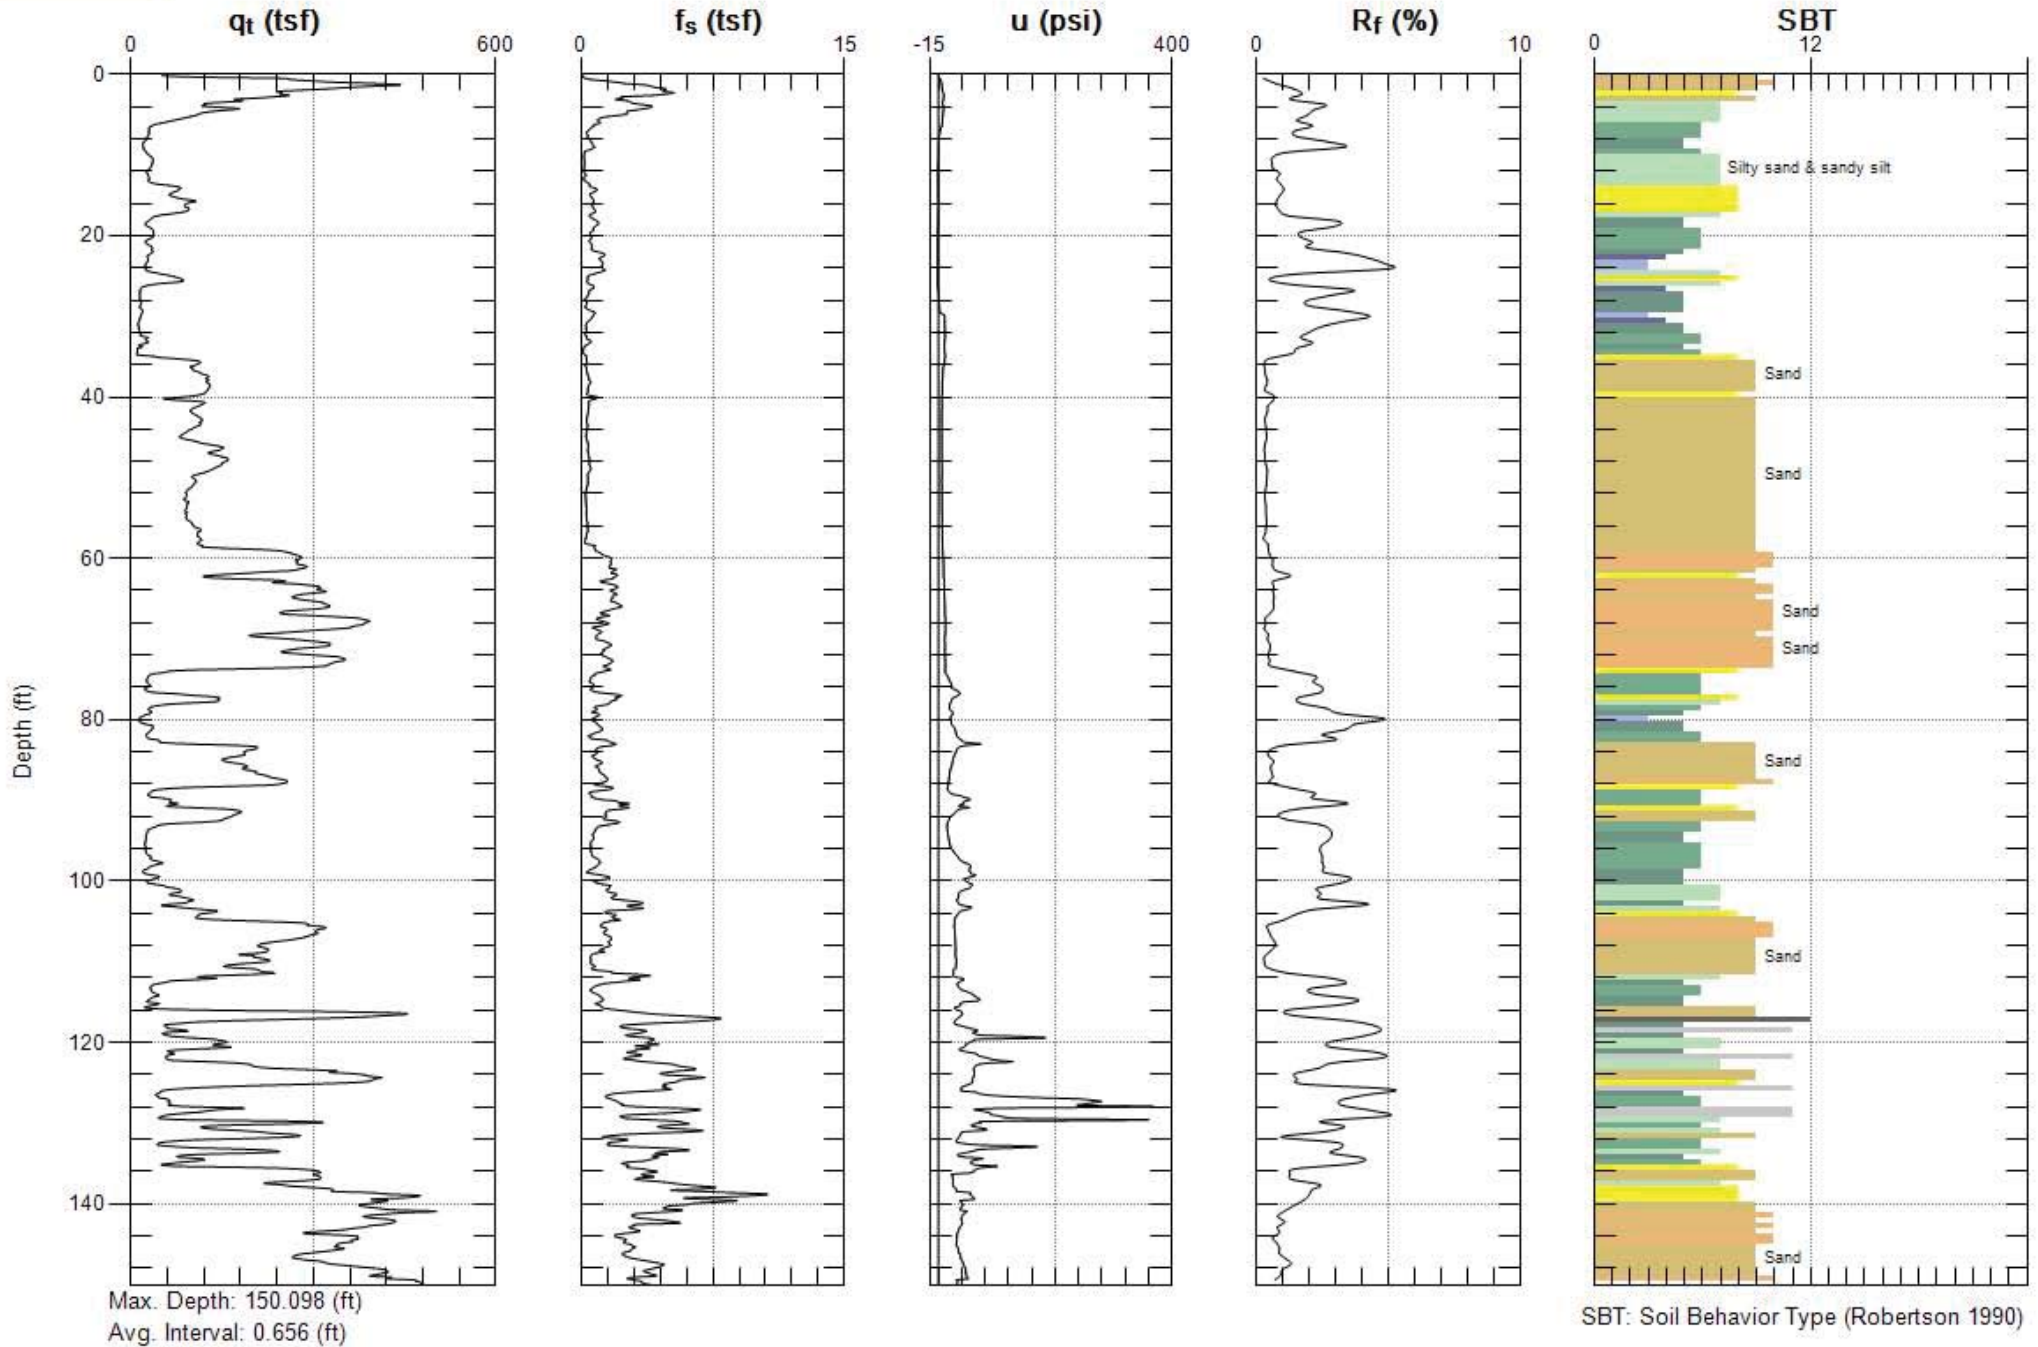 qt (tsf)
fs (tsf)
u (psi)
Rf (%)
SBT
0 600
0 15
-15 400
0 10
0 12
0
20
40
60
80
100
120
140
Depth (ft)
Silty sand & sandy silt
Sand
Sand
Sand
Sand
Sand
Sand
Sand
Max. Depth: 150.098 (ft)
Avg. Interval: 0.656 (ft)
SBT: Soil Behavior Type (Robertson 1990)